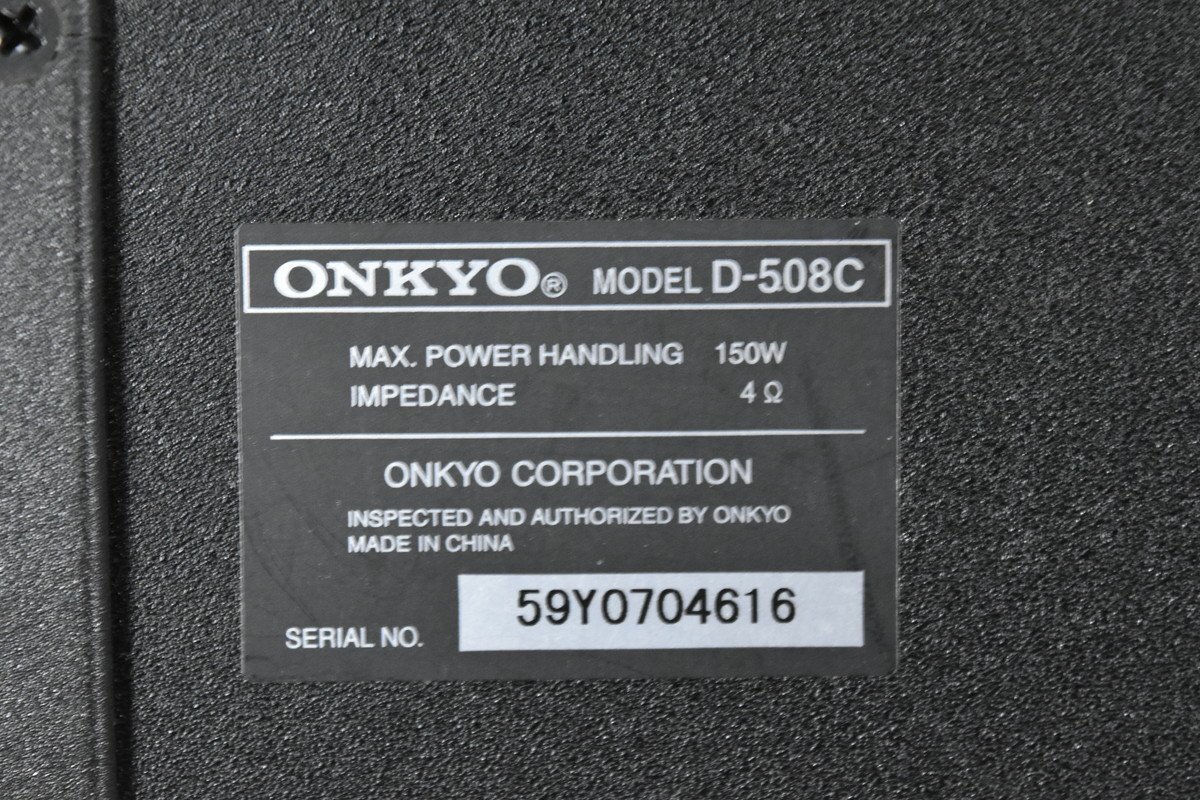 ONKYO® MODEL D-508C
MAX. POWER HANDLING 150W
IMPEDANCE 4Ω
ONKYO CORPORATION
INSPECTED AND AUTHORIZED BY ONKYO
MADE IN CHINA
SERIAL NO. 59Y0704616